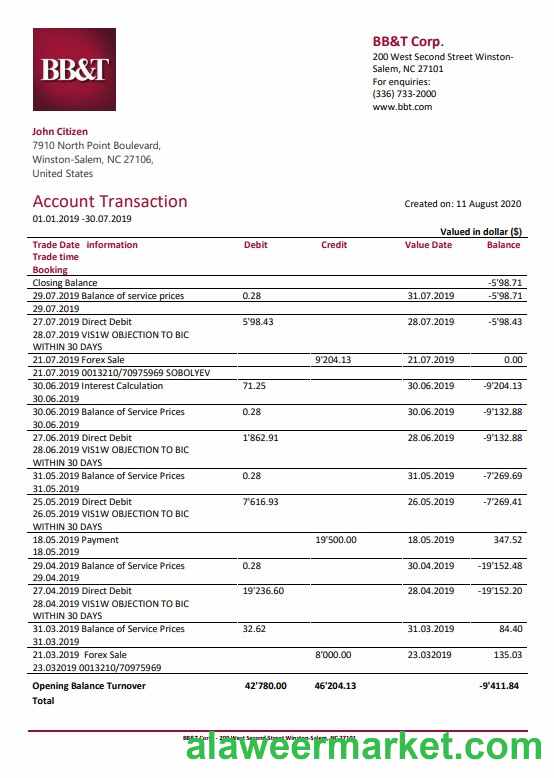 BB&T
BB&T Corp.
200 West Second Street Winston-
Salem, NC 27101
For enquiries:
(336) 733-2000
www.bbt.com
John Citizen
7910 North Point Boulevard,
Winston-Salem, NC 27106,
United States
Account Transaction
Created on: 11 August 2020
01.01.2019 -30.07.2019
Valued in dollar ($)
Trade Date information Debit Credit Value Date Balance
Trade time
Booking
Closing Balance -5'98.71
29.07.2019 Balance of service prices 0.28 31.07.2019 -5'98.71
29.07.2019
27.07.2019 Direct Debit 5'98.43 28.07.2019 -5'98.43
28.07.2019 VIS1W OBJECTION TO BIC
WITHIN 30 DAYS
21.07.2019 Forex Sale 9'204.13 21.07.2019 0.00
21.07.2019 0013210/70975969 SOBOLYEV
30.06.2019 Interest Calculation 71.25 30.06.2019 -9'204.13
30.06.2019
30.06.2019 Balance of Service Prices 0.28 30.06.2019 -9'132.88
30.06.2019
27.06.2019 Direct Debit 1'862.91 28.06.2019 -9'132.88
28.06.2019 VIS1W OBJECTION TO BIC
WITHIN 30 DAYS
31.05.2019 Balance of Service Prices 0.28 31.05.2019 -7'269.69
31.05.2019
25.05.2019 Direct Debit 7'616.93 26.05.2019 -7'269.41
26.05.2019 VIS1W OBJECTION TO BIC
WITHIN 30 DAYS
18.05.2019 Payment 19'500.00 18.05.2019 347.52
18.05.2019
29.04.2019 Balance of Service Prices 0.28 30.04.2019 -19'152.48
29.04.2019
27.04.2019 Direct Debit 19'236.60 28.04.2019 -19'152.20
28.04.2019 VIS1W OBJECTION TO BIC
WITHIN 30 DAYS
31.03.2019 Balance of Service Prices 32.62 31.03.2019 84.40
31.03.2019
21.03.2019 Forex Sale 8'000.00 23.032019 135.03
23.032019 0013210/70975969
Opening Balance Turnover 42'780.00 46'204.13 -9'411.84
Total
BB&T Corp. - 200 West Second Street Winston-Salem, NC 27101
alaweermarket.com